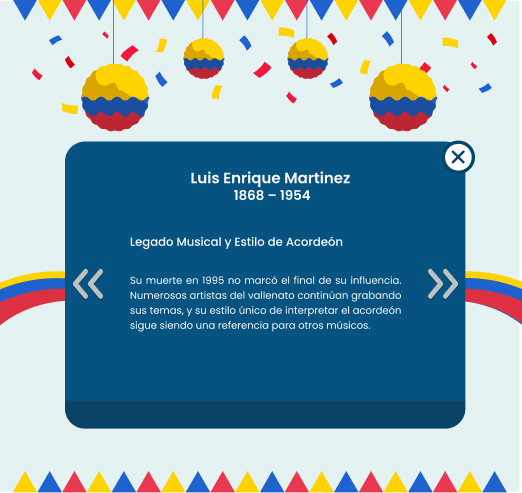 Luis Enrique Martinez
1868 – 1954
Legado Musical y Estilo de Acordeón
Su muerte en 1995 no marcó el final de su influencia.
Numerosos artistas del vallenato continúan grabando
sus temas, y su estilo único de interpretar el acordeón
sigue siendo una referencia para otros músicos.